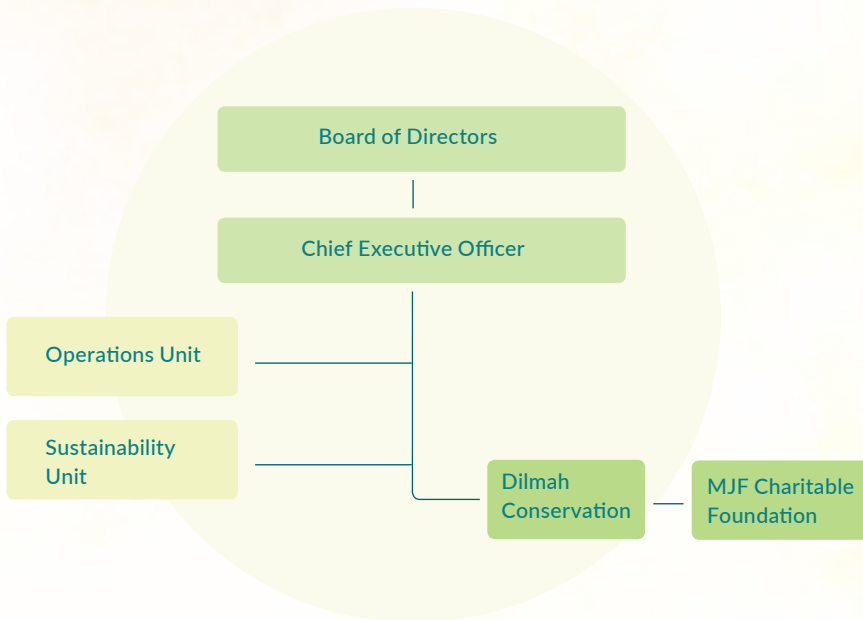 Board of Directors
Chief Executive Officer
Operations Unit
Sustainability
Unit
Dilmah
Conservation
MJF Charitable
Foundation